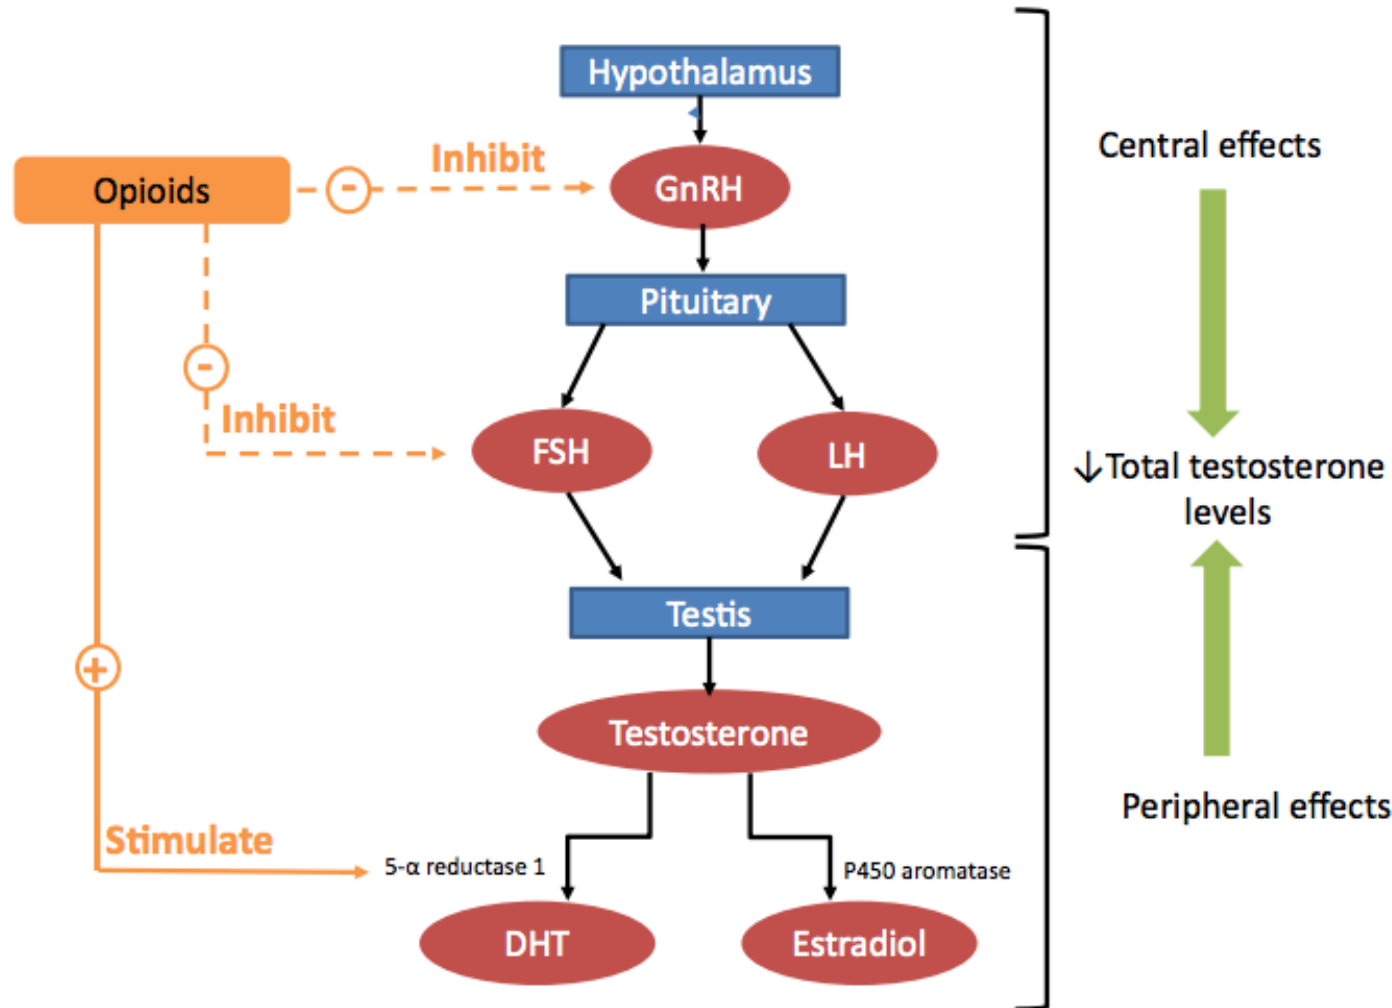 Hypothalamus
Central effects
Inhibit
Opioids
-
GnRH
Pituitary
-
Inhibit
FSH
LH
↓Total testosterone
levels
Testis
+
Testosterone
Peripheral effects
Stimulate
5-α reductase 1
P450 aromatase
DHT
Estradiol